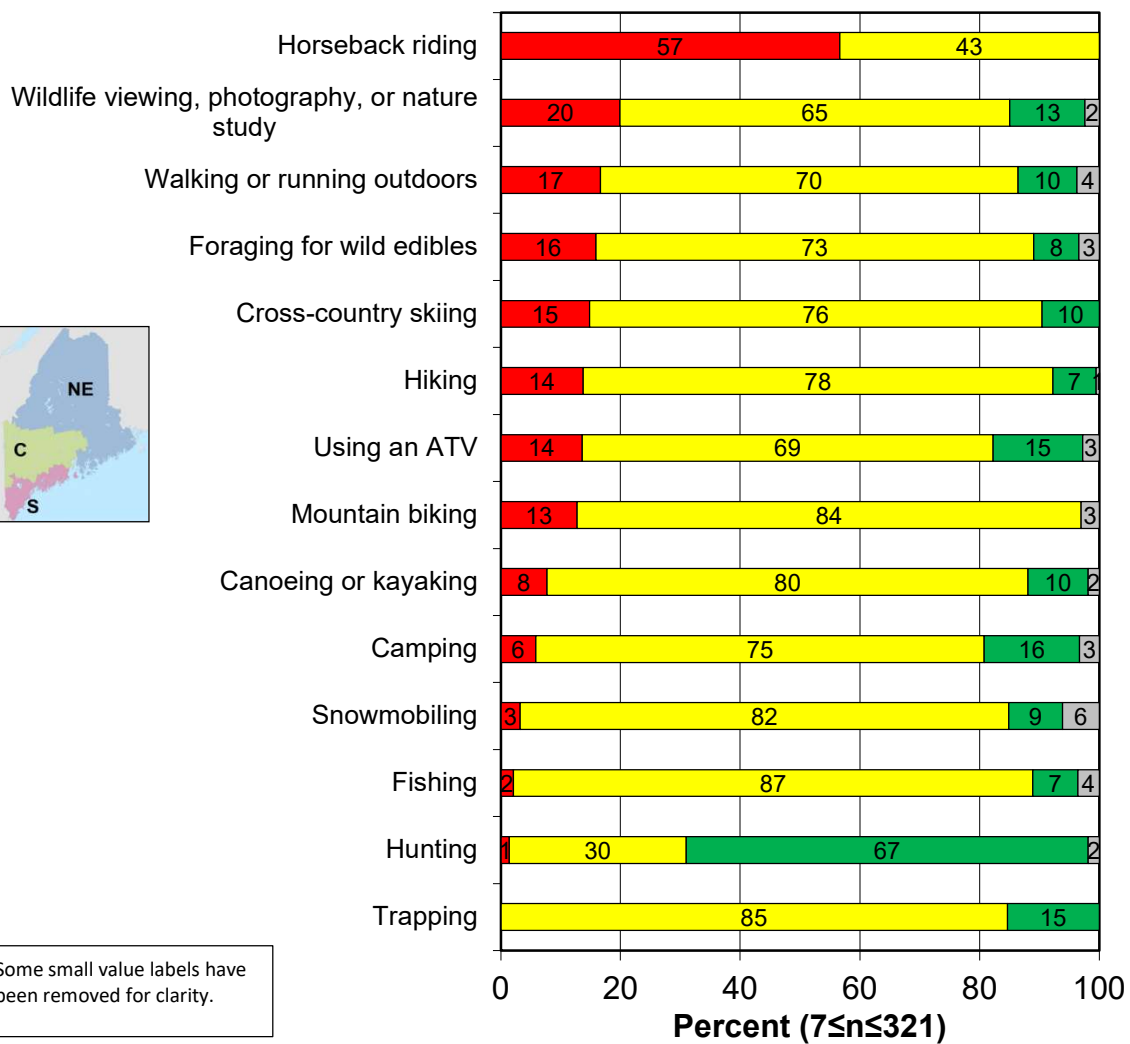 Horseback riding 57 43
Wildlife viewing, photography, or nature
study 20 65 13 2
Walking or running outdoors 17 70 10 4
Foraging for wild edibles 16 73 8 3
Cross-country skiing 15 76 10
Hiking 14 78 7 1
Using an ATV 14 69 15 3
Mountain biking 13 84 3
Canoeing or kayaking 8 80 10 2
Camping 6 75 16 3
Snowmobiling 3 82 9 6
Fishing 2 87 7 4
Hunting 1 30 67 2
Trapping 85 15
NE
C
S
Some small value labels have
been removed for clarity.
0 20 40 60 80 100
Percent (7≤n≤321)